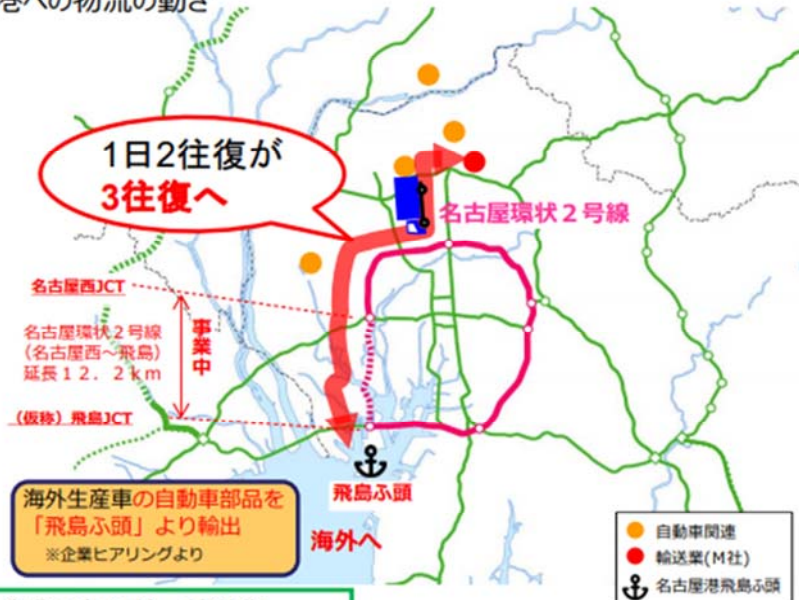 への物流の動き
1日2往復が
3往復へ
名古屋環状2号線
名古屋西JCT
名古屋環状2号線
(名古屋西~飛島)
延長12.2km
事業中
(仮称)飛島JCT
飛島ふ頭
海外生産車の自動車部品を
「飛島ふ頭」より輸出
※企業ヒアリングより
海外へ
自動車関連
輸送業(M社)
名古屋港飛島ふ頭